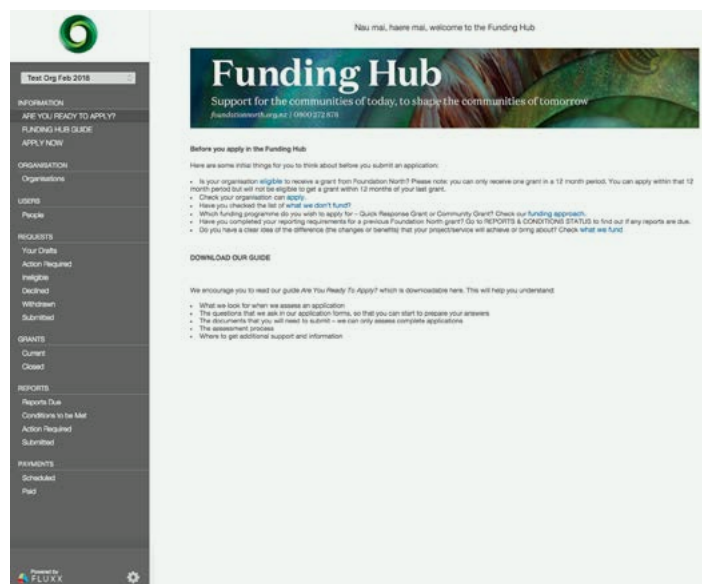 Test Org Feb 2018
INFORMATION
ARE YOU READY TO APPLY?
FUNDING HUB GUIDE
APPLY NOW
ORGANISATION
Organisations
USERS
People
REQUESTS
Your Drafts
Action Required
Ineligible
Declined
Withdrawn
Submitted
GRANTS
Current
Closed
REPORTS
Reports Due
Conditions to be Met
Action Required
Submitted
PAYMENTS
Scheduled
Paid
Powered by
FLUXX
Nau mai, haere mai, welcome to the Funding Hub
Funding Hub
Support for the communities of today, to shape the communities of tomorrow
foundationnorth.org.nz | 0800 272 878
Before you apply in the Funding Hub
Here are some initial things for you to think about before you submit an application:
• Is your organisation eligible to receive a grant from Foundation North? Please note: you can only receive one grant in a 12 month period. You can apply within that 12
month period but will not be eligible to get a grant within 12 months of your last grant.
• Check your organisation can apply.
• Have you checked the list of what we don't fund?
• Which funding programme do you wish to apply for – Quick Response Grant or Community Grant? Check our funding approach.
• Have you completed your reporting requirements for a previous Foundation North grant? Go to REPORTS & CONDITIONS STATUS to find out if any reports are due.
• Do you have a clear idea of the difference (the changes or benefits) that your project/service will achieve or bring about? Check what we fund
DOWNLOAD OUR GUIDE
We encourage you to read our guide Are You Ready To Apply? which is downloadable here. This will help you understand:
• What we look for when we assess an application
• The questions that we ask in our application forms, so that you can start to prepare your answers
• The documents that you will need to submit – we can only assess complete applications
• The assessment process
• Where to get additional support and information